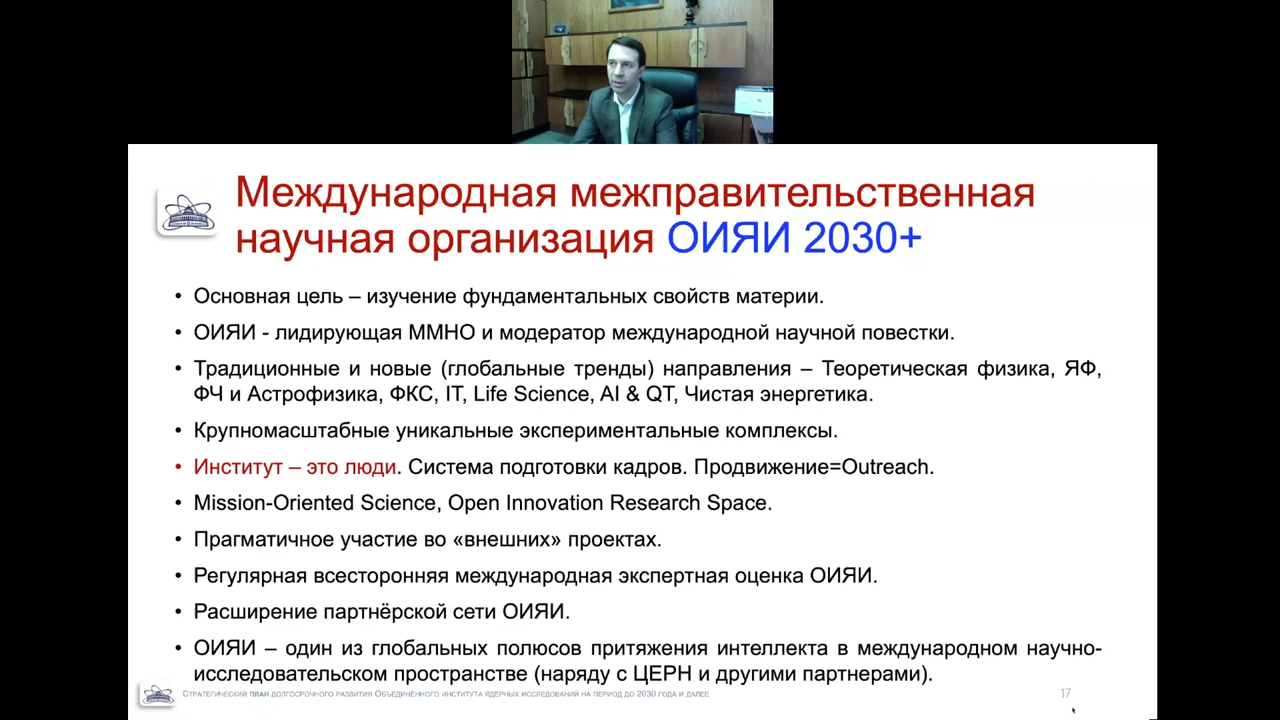 Международная межправительственная
научная организация ОИЯИ 2030+
• Основная цель – изучение фундаментальных свойств материи.
• ОИЯИ - лидирующая ММНО и модератор международной научной повестки.
• Традиционные и новые (глобальные тренды) направления – Теоретическая физика, ЯФ,
ФЧ и Астрофизика, ФКС, IT, Life Science, AI & QT, Чистая энергетика.
• Крупномасштабные уникальные экспериментальные комплексы.
• Институт – это люди. Система подготовки кадров. Продвижение=Outreach.
• Mission-Oriented Science, Open Innovation Research Space.
• Прагматичное участие во «внешних» проектах.
• Регулярная всесторонняя международная экспертная оценка ОИЯИ.
• Расширение партнёрской сети ОИЯИ.
• ОИЯИ – один из глобальных полюсов притяжения интеллекта в международном научно-
исследовательском пространстве (наряду с ЦЕРН и другими партнерами).
Стратегический план долгосрочного развития Объединённого института ядерных исследований на период до 2030 года и далее
17